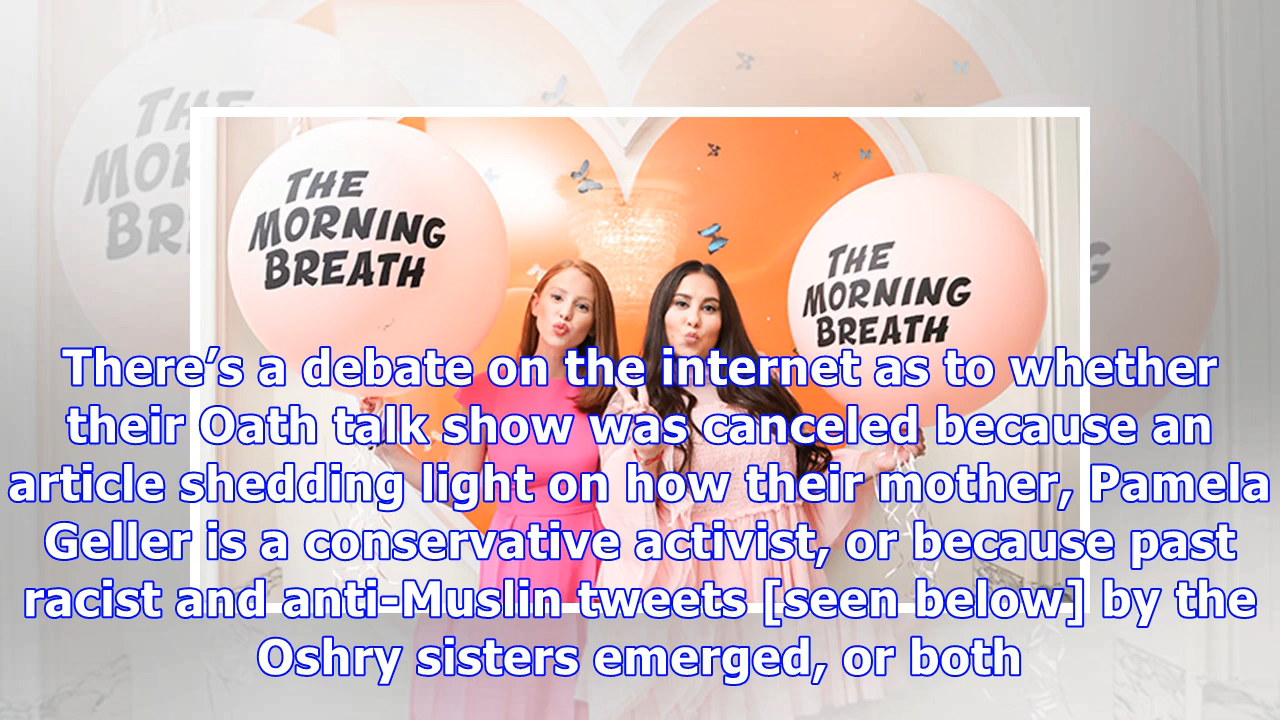 THE
MORNING
BREATH
THE
MORNING
BREATH
There’s a debate on the internet as to whether
their Oath talk show was canceled because an
article shedding light on how their mother, Pamela
Geller is a conservative activist, or because past
racist and anti-Muslin tweets [seen below] by the
Oshry sisters emerged, or both